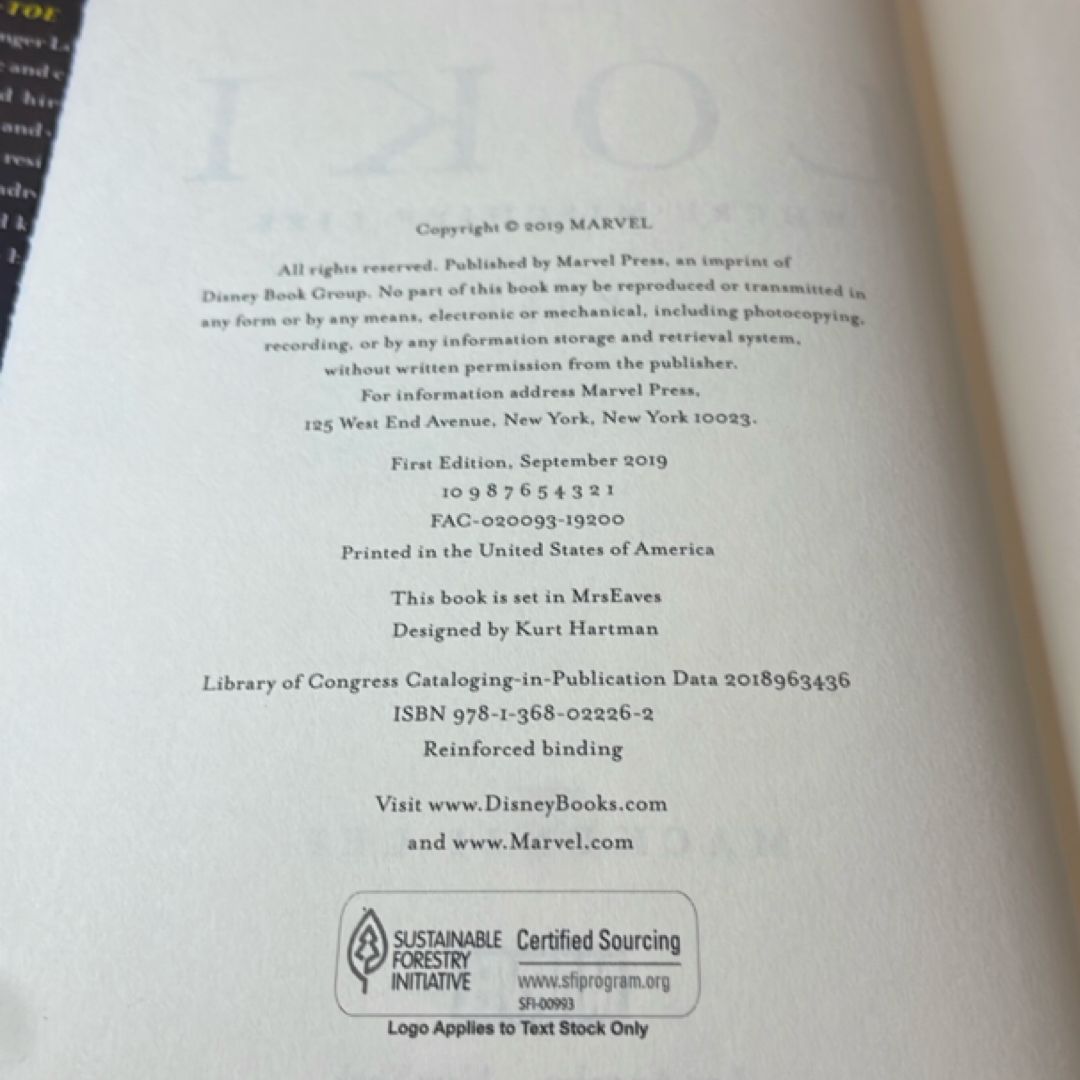 TOE
and
Copyright © 2019 MARVEL
All rights reserved. Published by Marvel Press, an imprint of
Disney Book Group. No part of this book may be reproduced or transmitted in
any form or by any means, electronic or mechanical, including photocopying,
recording, or by any information storage and retrieval system,
without written permission from the publisher.
For information address Marvel Press,
125 West End Avenue, New York, New York 10023.
First Edition, September 2019
10 9 8 7 6 5 4 3 2 1
FAC-020093-19200
Printed in the United States of America
This book is set in MrsEaves
Designed by Kurt Hartman
Library of Congress Cataloging-in-Publication Data 2018963436
ISBN 978-1-368-02226-2
Reinforced binding
Visit www.DisneyBooks.com
and www.Marvel.com
SUSTAINABLE
FORESTRY
INITIATIVE
Certified Sourcing
www.sfiprogram.org
SFI-00993
Logo Applies to Text Stock Only